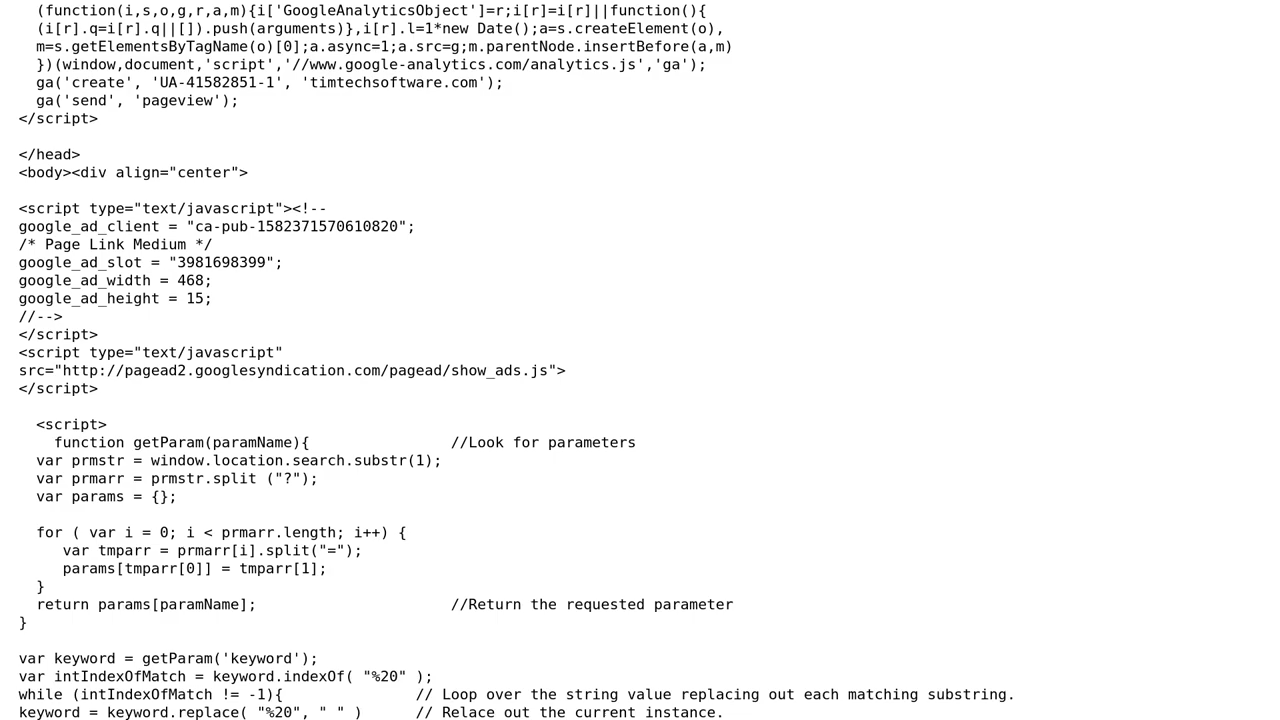 (function(i,s,o,g,r,a,m){i['GoogleAnalyticsObject']=r;i[r]=i[r]||function(){
(i[r].q=i[r].q||[]).push(arguments)},i[r].l=1*new Date();a=s.createElement(o),
m=s.getElementsByTagName(o)[0];a.async=1;a.src=g;m.parentNode.insertBefore(a,m)
})(window,document,'script','//www.google-analytics.com/analytics.js','ga');
ga('create', 'UA-41582851-1', 'timtechsoftware.com');
ga('send', 'pageview');
</script>
</head>
<body><div align="center">
<script type="text/javascript"><!--
google_ad_client = "ca-pub-1582371570610820";
/* Page Link Medium */
google_ad_slot = "3981698399";
google_ad_width = 468;
google_ad_height = 15;
//-->
</script>
<script type="text/javascript"
src="http://pagead2.googlesyndication.com/pagead/show_ads.js">
</script>
<script>
function getParam(paramName){ //Look for parameters
var prmstr = window.location.search.substr(1);
var prmarr = prmstr.split ("?");
var params = {};
for ( var i = 0; i < prmarr.length; i++) {
var tmparr = prmarr[i].split("=");
params[tmparr[0]] = tmparr[1];
}
return params[paramName]; //Return the requested parameter
}
var keyword = getParam('keyword');
var intIndexOfMatch = keyword.indexOf( "%20" );
while (intIndexOfMatch != -1){ // Loop over the string value replacing out each matching substring.
keyword = keyword.replace( "%20", " " ) // Relace out the current instance.